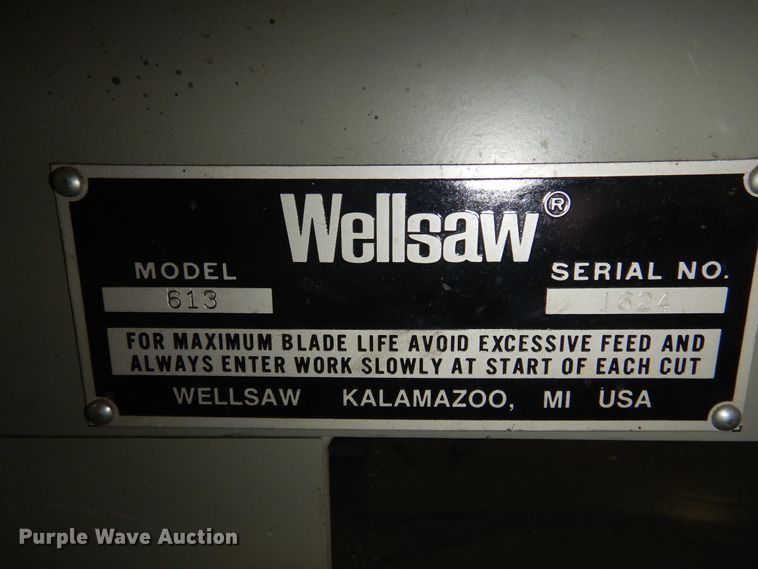 Wellsaw®
MODEL
613
SERIAL NO.
1624
FOR MAXIMUM BLADE LIFE AVOID EXCESSIVE FEED AND
ALWAYS ENTER WORK SLOWLY AT START OF EACH CUT
WELLSAW KALAMAZOO, MI USA
Purple Wave Auction